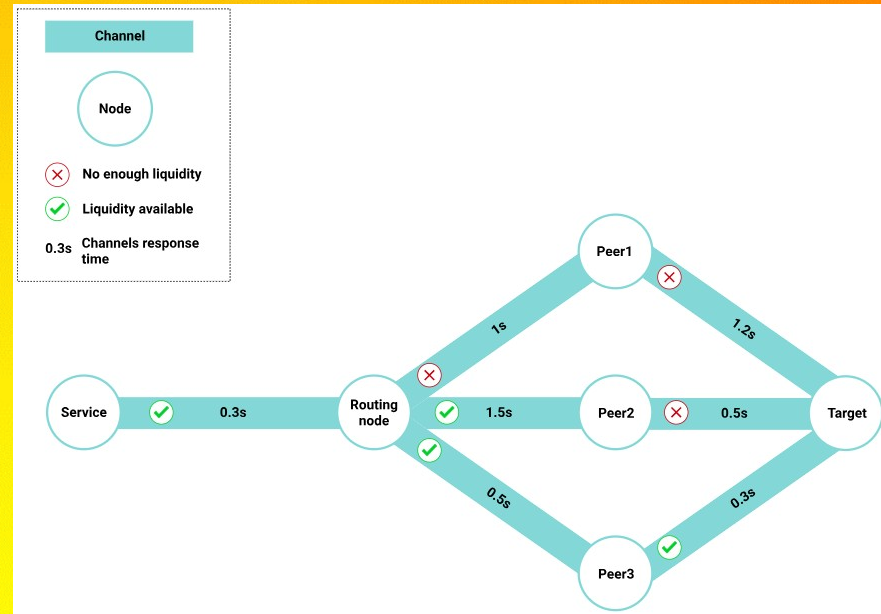 Channel
Node
No enough liquidity
Liquidity available
0.3s
Channels response
time
Peer1
1s
1.2s
Service
0.3s
Routing
node
1.5s
Peer2
0.5s
Target
0.5s
0.3s
Peer3